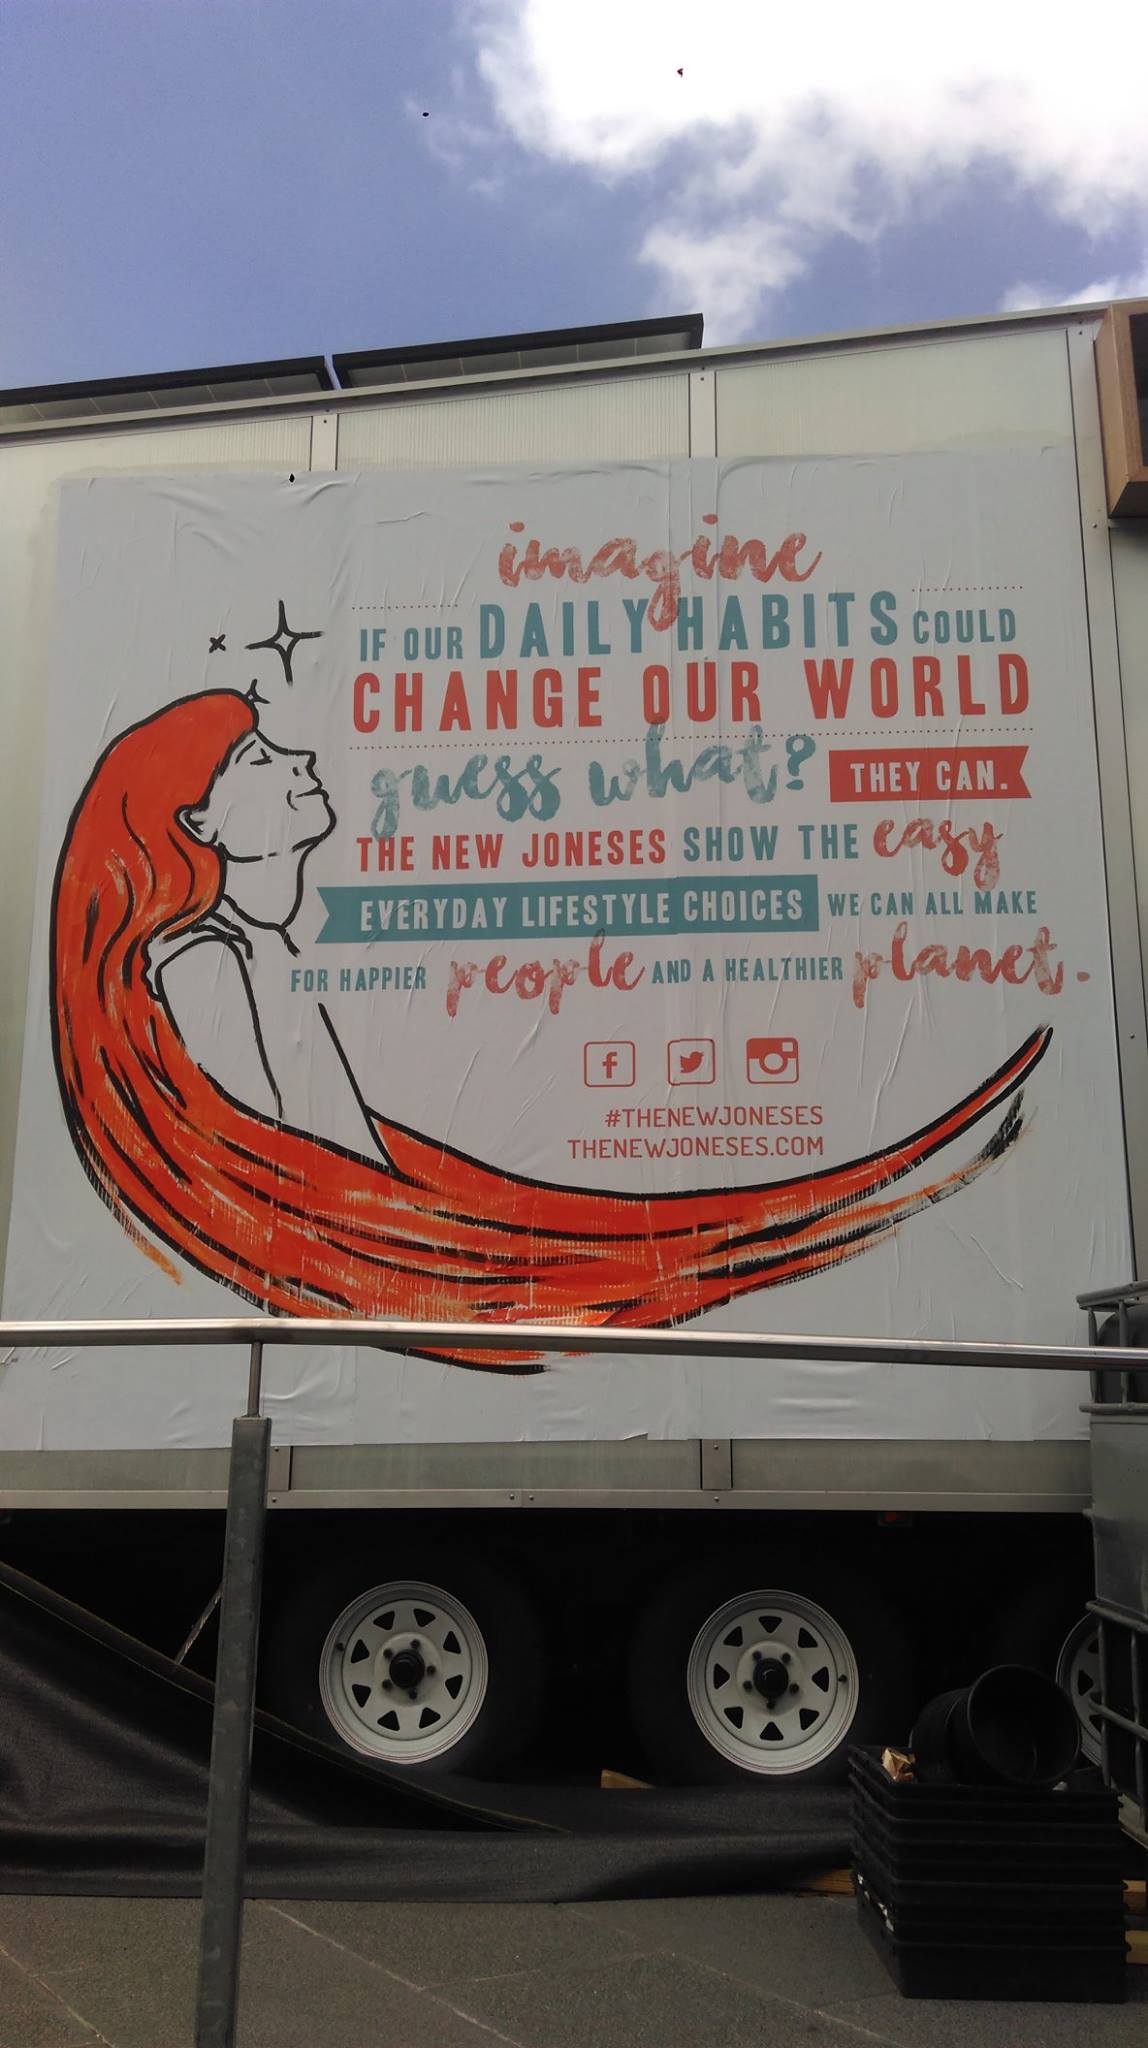 imagine
IF OUR DAILY HABITS COULD
CHANGE OUR WORLD
guess what? THEY CAN.
THE NEW JONESES SHOW THE easy
EVERYDAY LIFESTYLE CHOICES WE CAN ALL MAKE
FOR HAPPIER people AND A HEALTHIER planet.
#THENEWJONESES
THENEWJONESES.COM